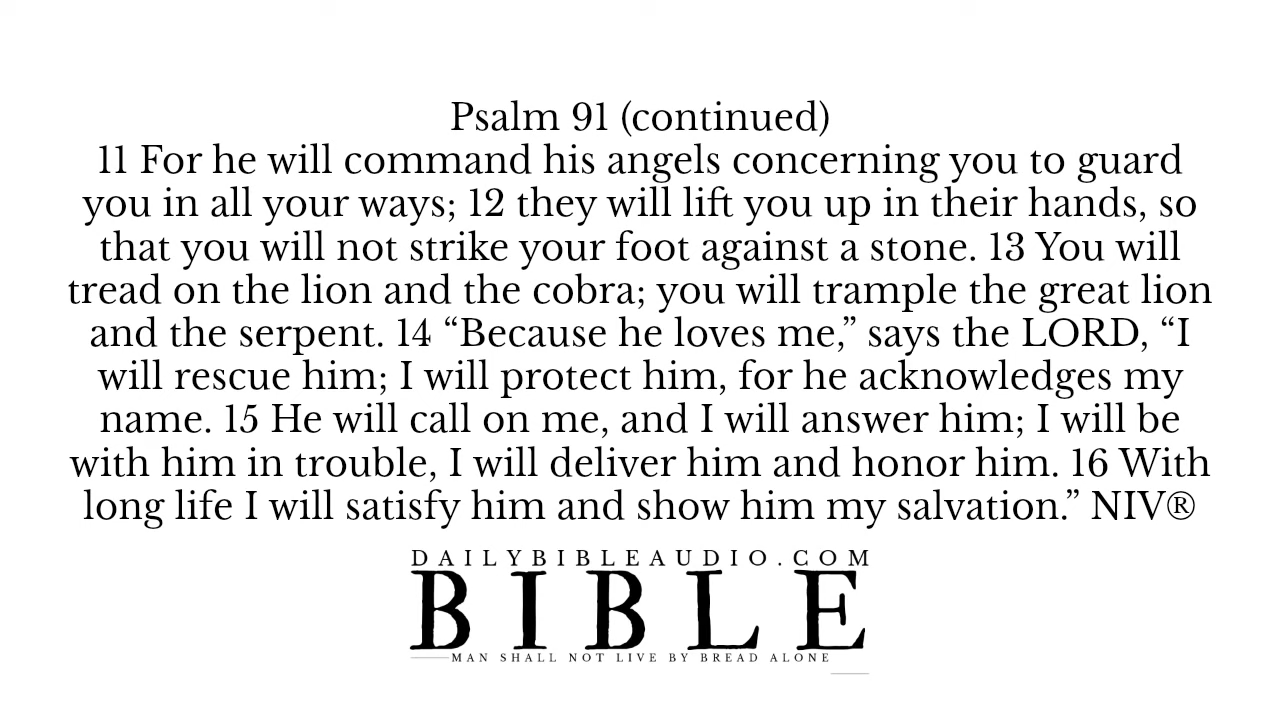 Psalm 91 (continued)
11 For he will command his angels concerning you to guard
you in all your ways; 12 they will lift you up in their hands, so
that you will not strike your foot against a stone. 13 You will
tread on the lion and the cobra; you will trample the great lion
and the serpent. 14 “Because he loves me,” says the LORD, “I
will rescue him; I will protect him, for he acknowledges my
name. 15 He will call on me, and I will answer him; I will be
with him in trouble, I will deliver him and honor him. 16 With
long life I will satisfy him and show him my salvation.” NIV®
DAILYBIBLEAUDIO.COM
BIBLE
MAN SHALL NOT LIVE BY BREAD ALONE